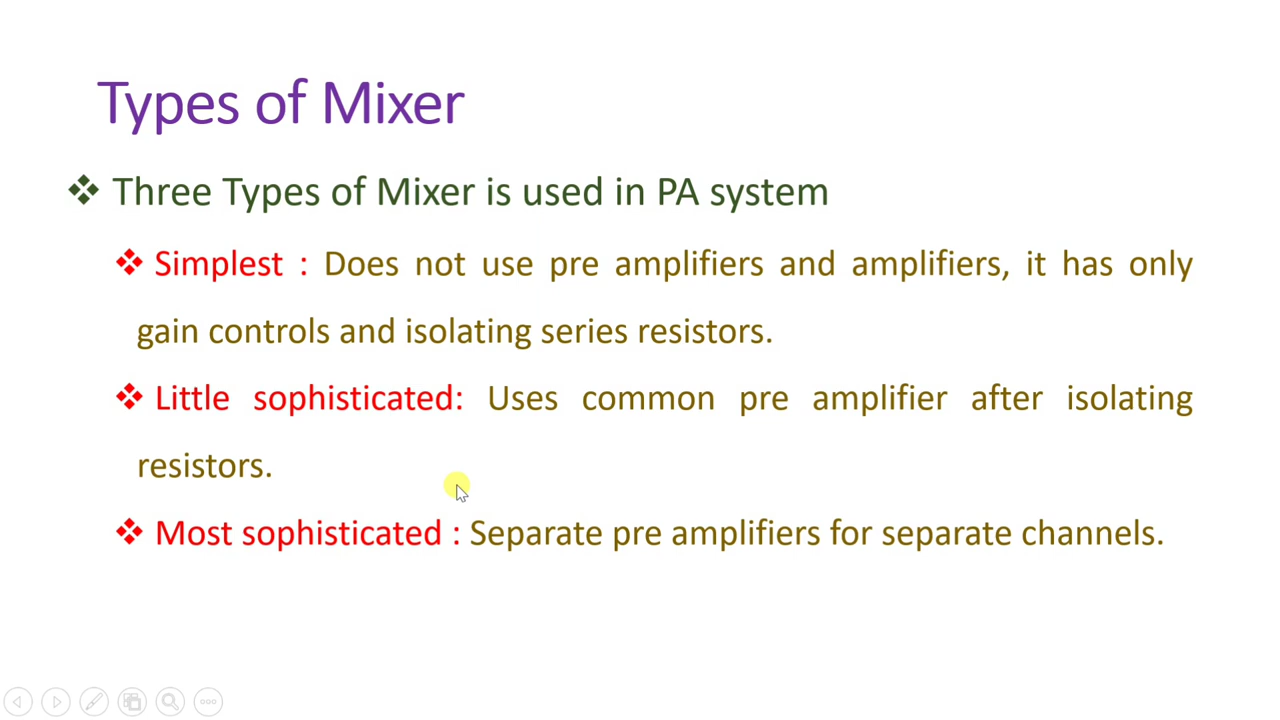 Types of Mixer
Three Types of Mixer is used in PA system
Simplest : Does not use pre amplifiers and amplifiers, it has only
gain controls and isolating series resistors.
Little sophisticated: Uses common pre amplifier after isolating
resistors.
Most sophisticated : Separate pre amplifiers for separate channels.